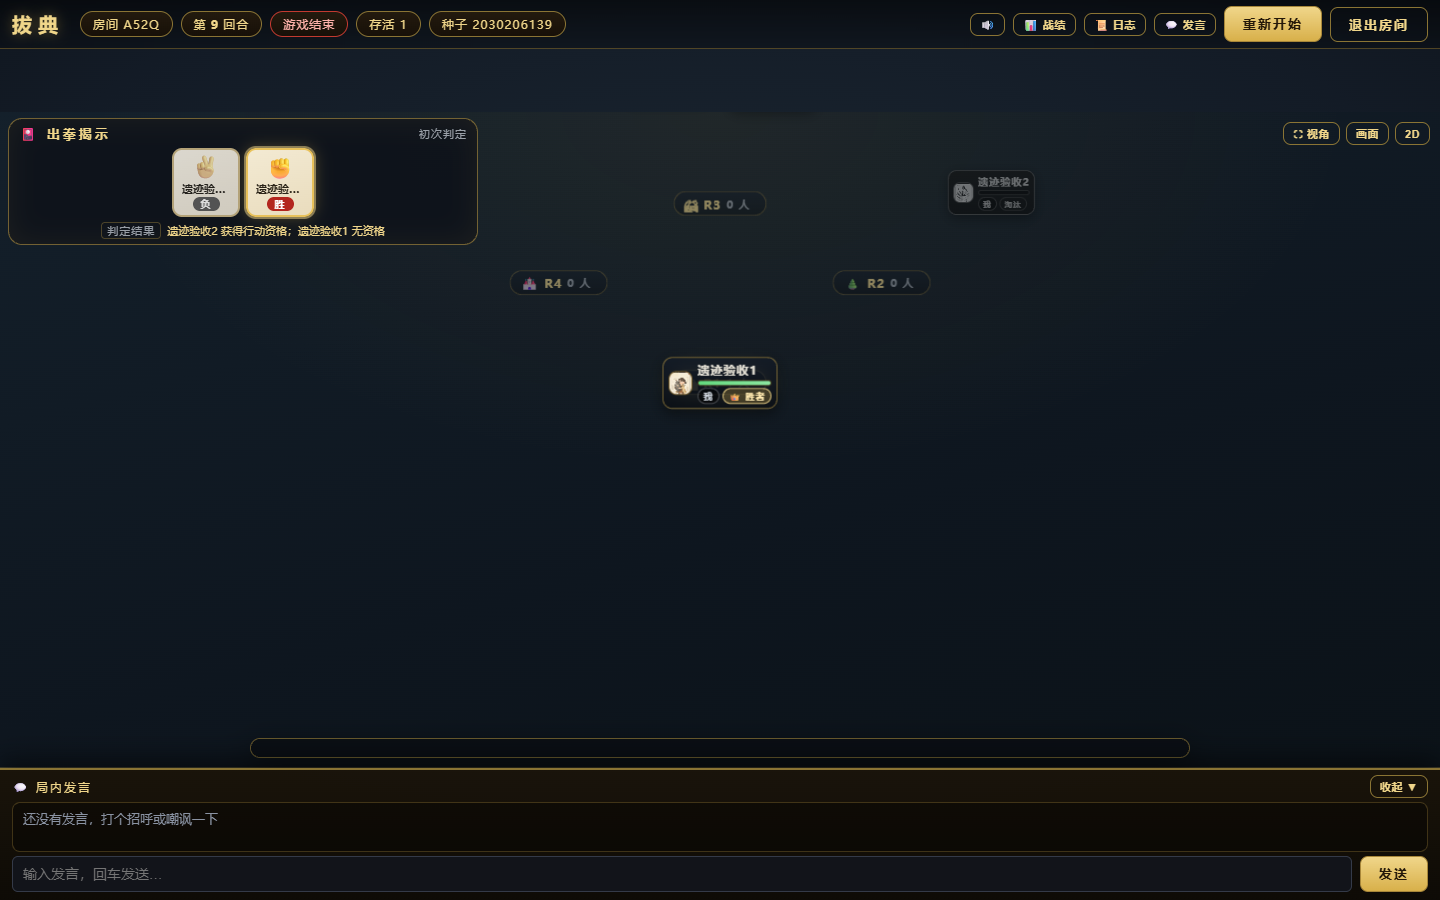 拔典 房间 A52Q 第 9 回合 游戏结束 存活 1 种子 2030206139 战绩 日志 发言 重新开始 退出房间
出拳揭示 初次判定
视角 画面 2D
遗迹验... 遗迹验...
负 胜
判定结果 遗迹验收2 获得行动资格；遗迹验收1 无资格
遗迹验收2
淘汰
R3 0 人
R4 0 人
R2 0 人
遗迹验收1
胜者
局内发言 收起 ▼
还没有发言，打个招呼或嘲讽一下
输入发言，回车发送... 发送